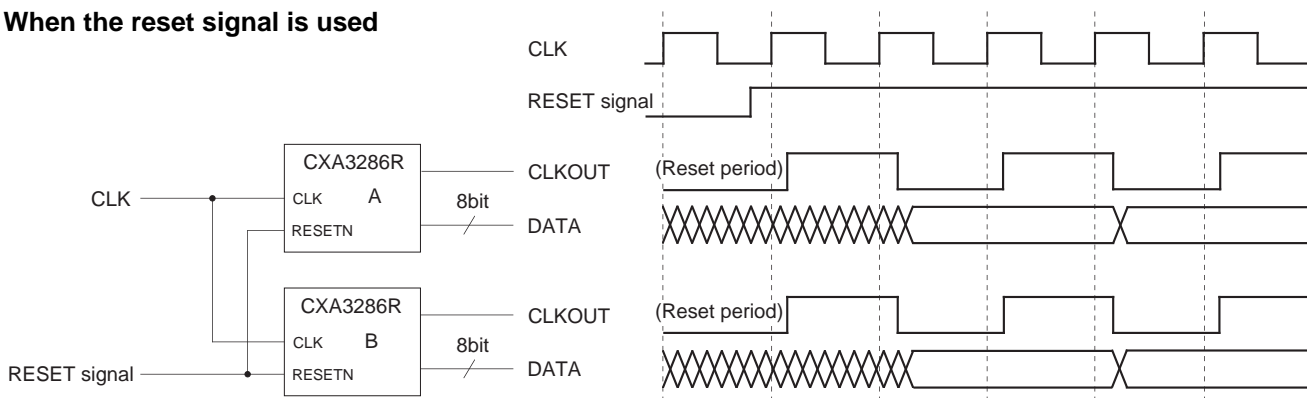 When the reset signal is used
CLK
RESET signal
CXA3286R
CLK
A
RESETN
CLK
8bit
CLKOUT
(Reset period)
DATA
CXA3286R
CLK
B
RESETN
RESET signal
8bit
CLKOUT
(Reset period)
DATA